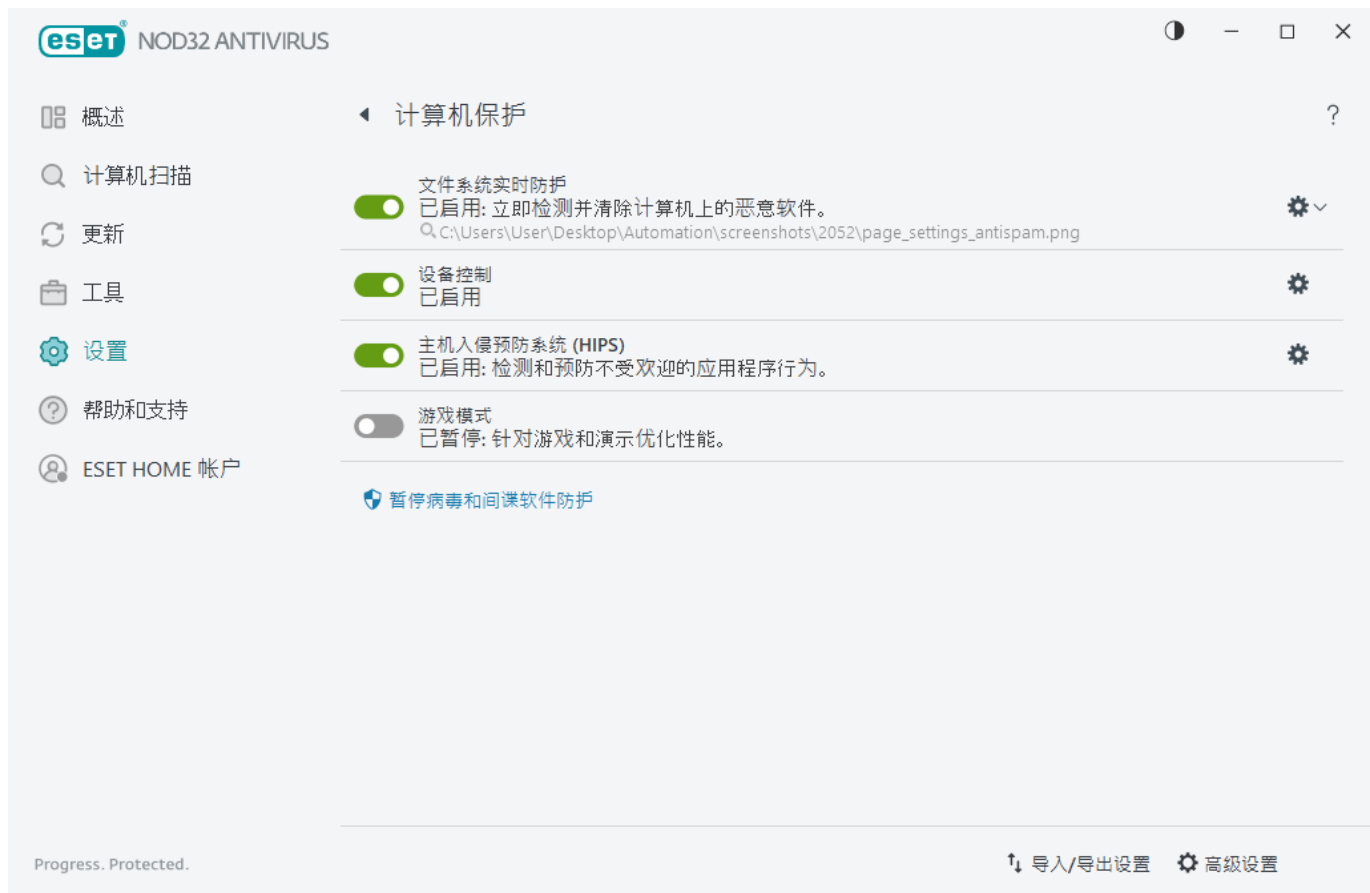 eset® NOD32 ANTIVIRUS
概述
计算机扫描
更新
工具
设置
帮助和支持
ESET HOME 帐户
计算机保护
?
文件系统实时防护
已启用: 立即检测并清除计算机上的恶意软件。
C:\Users\User\Desktop\Automation\screenshots\2052\page_settings_antispam.png
设备控制
已启用
主机入侵预防系统 (HIPS)
已启用: 检测和预防不受欢迎的应用程序行为。
游戏模式
已暂停: 针对游戏和演示优化性能。
暂停病毒和间谍软件防护
Progress. Protected.
导入/导出设置 高级设置